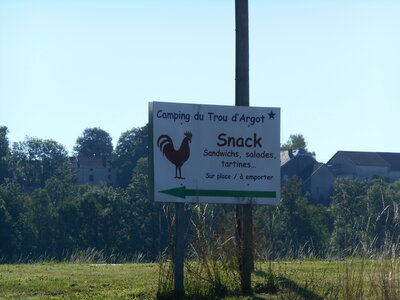 Camping du Trou d'Argot ★
Snack
Sandwichs, salades,
tartines...
Sur place / à emporter